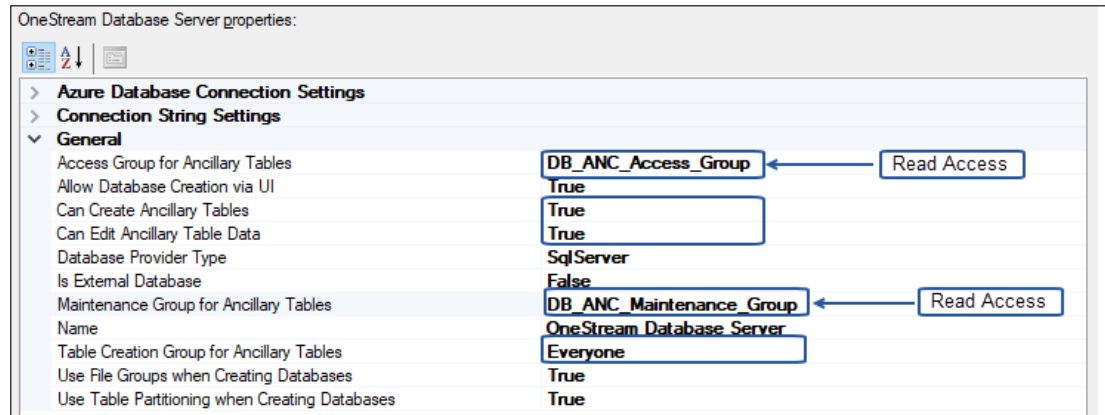 OneStream Database Server properties:
Azure Database Connection Settings
Connection String Settings
General
Access Group for Ancillary Tables DB_ANC_Access_Group Read Access
Allow Database Creation via UI True
Can Create Ancillary Tables True
Can Edit Ancillary Table Data True
Database Provider Type SqlServer
Is External Database False
Maintenance Group for Ancillary Tables DB_ANC_Maintenance_Group Read Access
Name OneStream Database Server
Table Creation Group for Ancillary Tables Everyone
Use File Groups when Creating Databases True
Use Table Partitioning when Creating Databases True